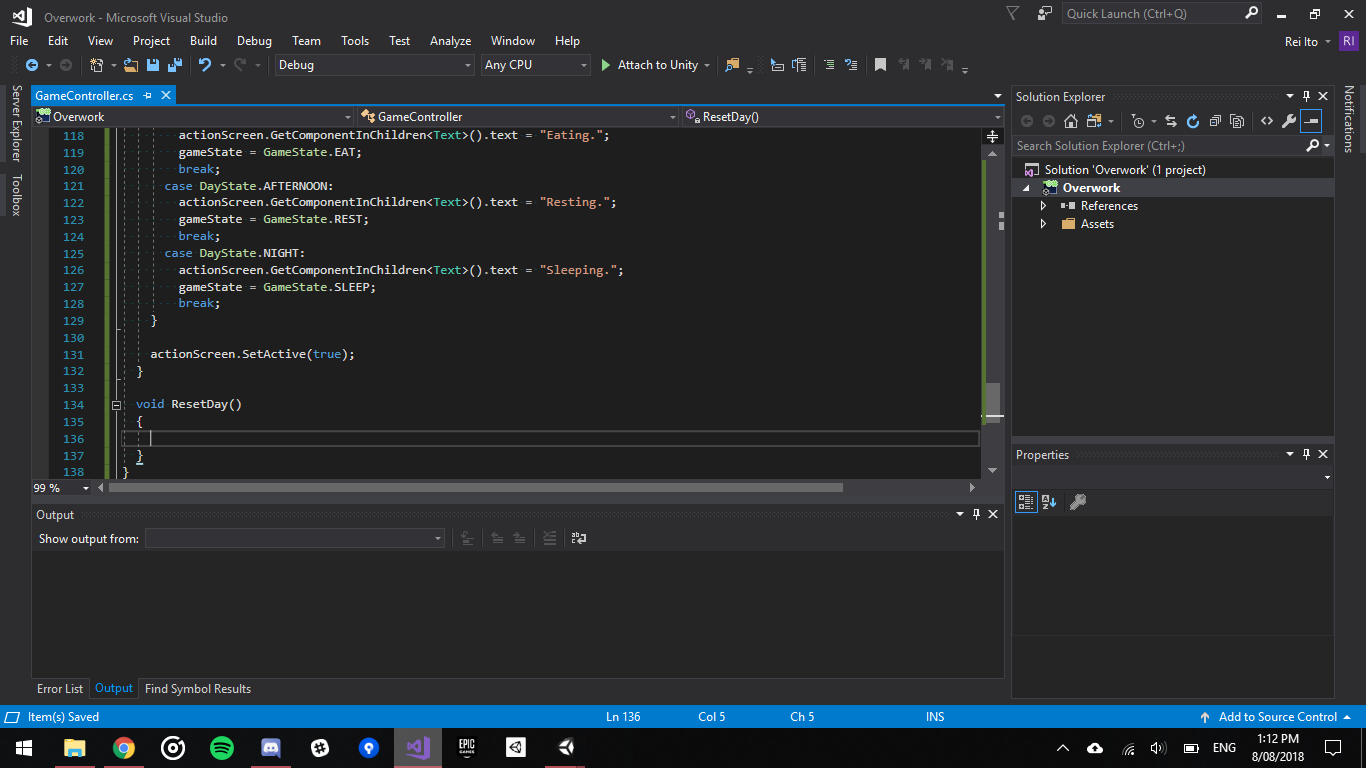 Overwork - Microsoft Visual Studio
Quick Launch (Ctrl+Q)
File Edit View Project Build Debug Team Tools Test Analyze Window Help
Rei Ito RI
Debug Any CPU Attach to Unity
Server Explorer
Toolbox
GameController.cs
Overwork GameController ResetDay()
118 actionScreen.GetComponentInChildren<Text>().text = "Eating.";
119 gameState = GameState.EAT;
120 break;
121 case DayState.AFTERNOON:
122 actionScreen.GetComponentInChildren<Text>().text = "Resting.";
123 gameState = GameState.REST;
124 break;
125 case DayState.NIGHT:
126 actionScreen.GetComponentInChildren<Text>().text = "Sleeping.";
127 gameState = GameState.SLEEP;
128 break;
129 }
130
131 actionScreen.SetActive(true);
132 }
133
134 void ResetDay()
135 {
136
137 }
138 }
99 %
Output
Show output from:
Error List Output Find Symbol Results
Solution Explorer
Search Solution Explorer (Ctrl+;)
Solution 'Overwork' (1 project)
Overwork
References
Assets
Properties
Notifications
Item(s) Saved Ln 136 Col 5 Ch 5 INS Add to Source Control
EPIC
GAMES
ENG
1:12 PM
8/08/2018